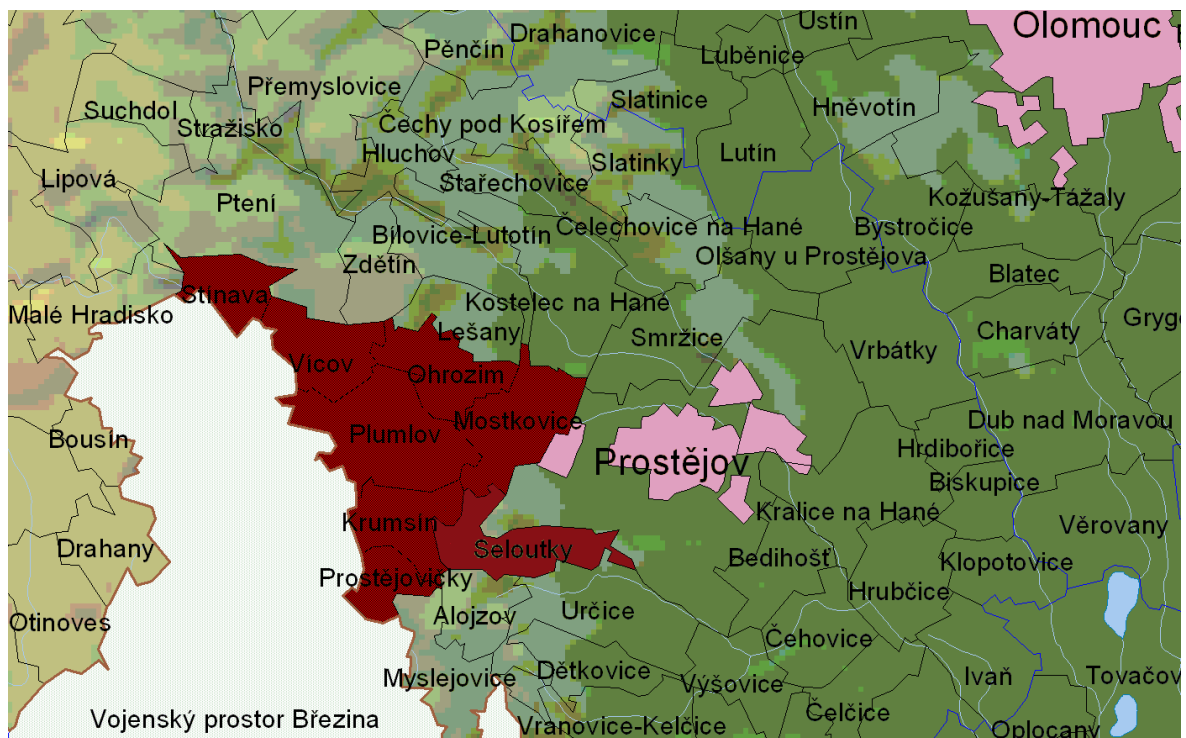 Ústín
Olomouc
Drahanovice
Pěnčín
Luběnice
Přemyslovice
Suchdol
Slatinice
Hněvotín
Stražisko
Čechy pod Kosířem
Hluchov
Slatinky
Lutín
Lipová
Stařechovice
Ptení
Kožušany-Tážaly
Čelechovice na Hané
Bystročice
Bílovice-Lutotín
Olšany u Prostějova
Zdětín
Blatec
Stínava
Kostelec na Hané
Malé Hradisko
Lešany
Smržice
Charváty
Vícov
Vrbátky
Ohrozim
Mostkovice
Dub nad Moravou
Plumlov
Bousín
Hrdibořice
Prostějov
Biskupice
Kralice na Hané
Krumsín
Věrovany
Drahany
Seloutky
Bedihošť
Klopotovice
Prostějovičky
Hrubčice
Otinoves
Alojzov
Určice
Čehovice
Myslejovice
Dětkovice
Výšovice
Ivaň
Tovačov
Vojenský prostor Březina
Vranovice-Kelčice
Čelčice
Oplocany